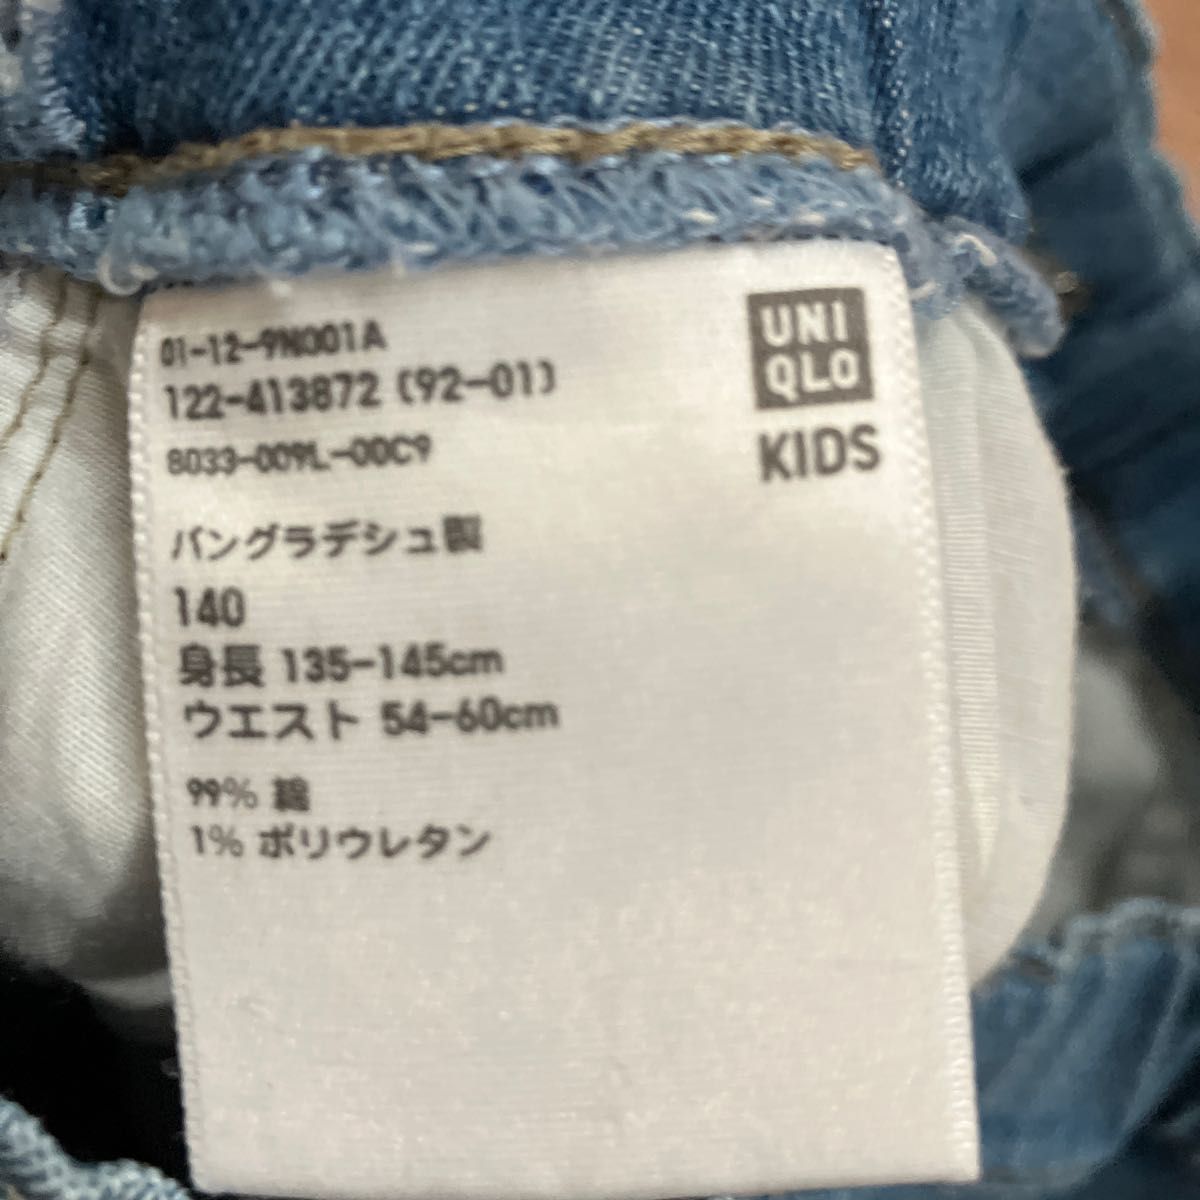 01-12-9N001A
122-413872 (92-01)
8033-009L-00C9
UNI
QLO
KIDS
バングラデシュ製
140
身長 135-145cm
ウエスト 54-60cm
99% 綿
1% ポリウレタン